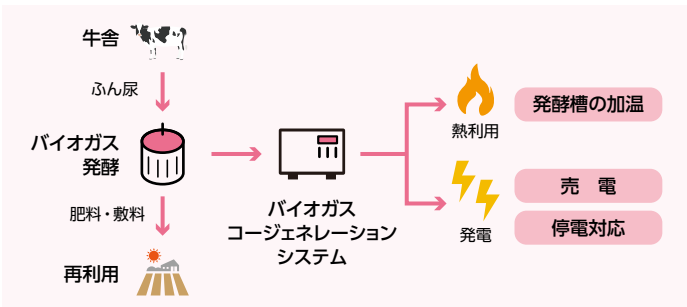 牛舎
ふん尿
バイオガス
発酵
肥料・敷料
再利用
バイオガス
コージェネレーション
システム
熱利用
発酵槽の加温
発電
売　電
停電対応